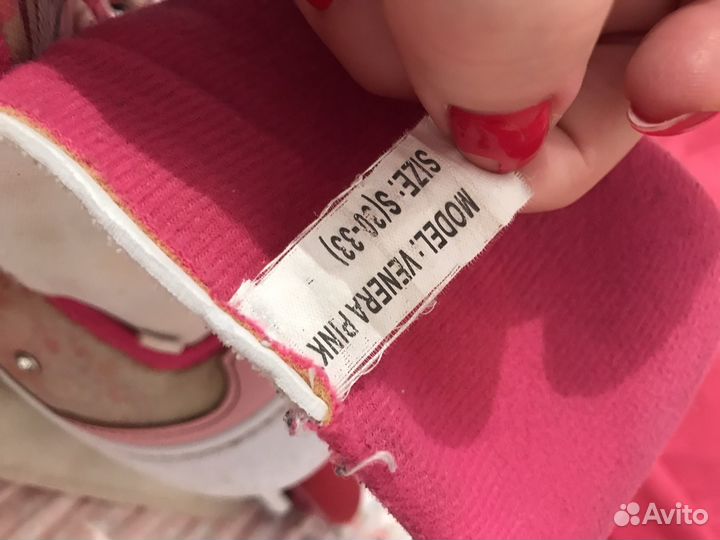 MODEL: VENERA PINK
SIZE: S(30-33)
Avito